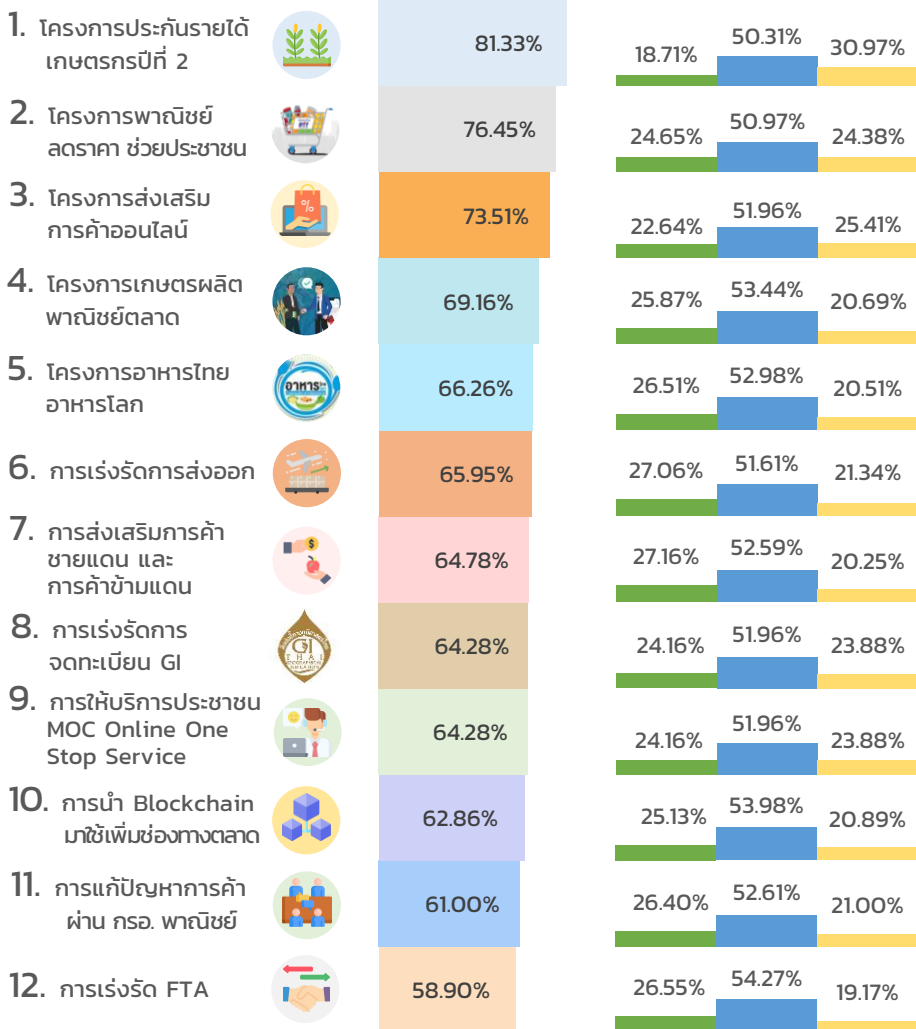 1. โครงการประกันรายได้
เกษตรกรปีที่ 2
81.33%
18.71% 50.31% 30.97%
2. โครงการพาณิชย์
ลดราคา ช่วยประชาชน
76.45%
24.65% 50.97% 24.38%
3. โครงการส่งเสริม
การค้าออนไลน์
%
73.51%
22.64% 51.96% 25.41%
4. โครงการเกษตรผลิต
พาณิชย์ตลาด
69.16%
25.87% 53.44% 20.69%
5. โครงการอาหารไทย
อาหารโลก
อาหาร
66.26%
26.51% 52.98% 20.51%
6. การเร่งรัดการส่งออก
65.95%
27.06% 51.61% 21.34%
7. การส่งเสริมการค้า
ชายแดน และ
การค้าข้ามแดน
$
64.78%
27.16% 52.59% 20.25%
8. การเร่งรัดการ
จดทะเบียน GI
GI
THAI
64.28%
24.16% 51.96% 23.88%
9. การให้บริการประชาชน
MOC Online One
Stop Service
64.28%
24.16% 51.96% 23.88%
10. การนำ Blockchain
มาใช้เพิ่มช่องทางตลาด
62.86%
25.13% 53.98% 20.89%
11. การแก้ปัญหาการค้า
ผ่าน กรอ. พาณิชย์
61.00%
26.40% 52.61% 21.00%
12. การเร่งรัด FTA
58.90%
26.55% 54.27% 19.17%